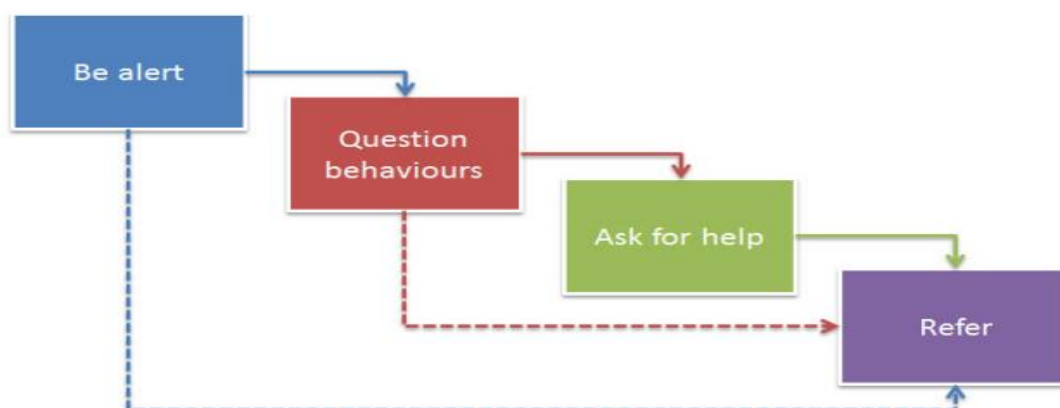 Be alert
Question
behaviours
Ask for help
Refer